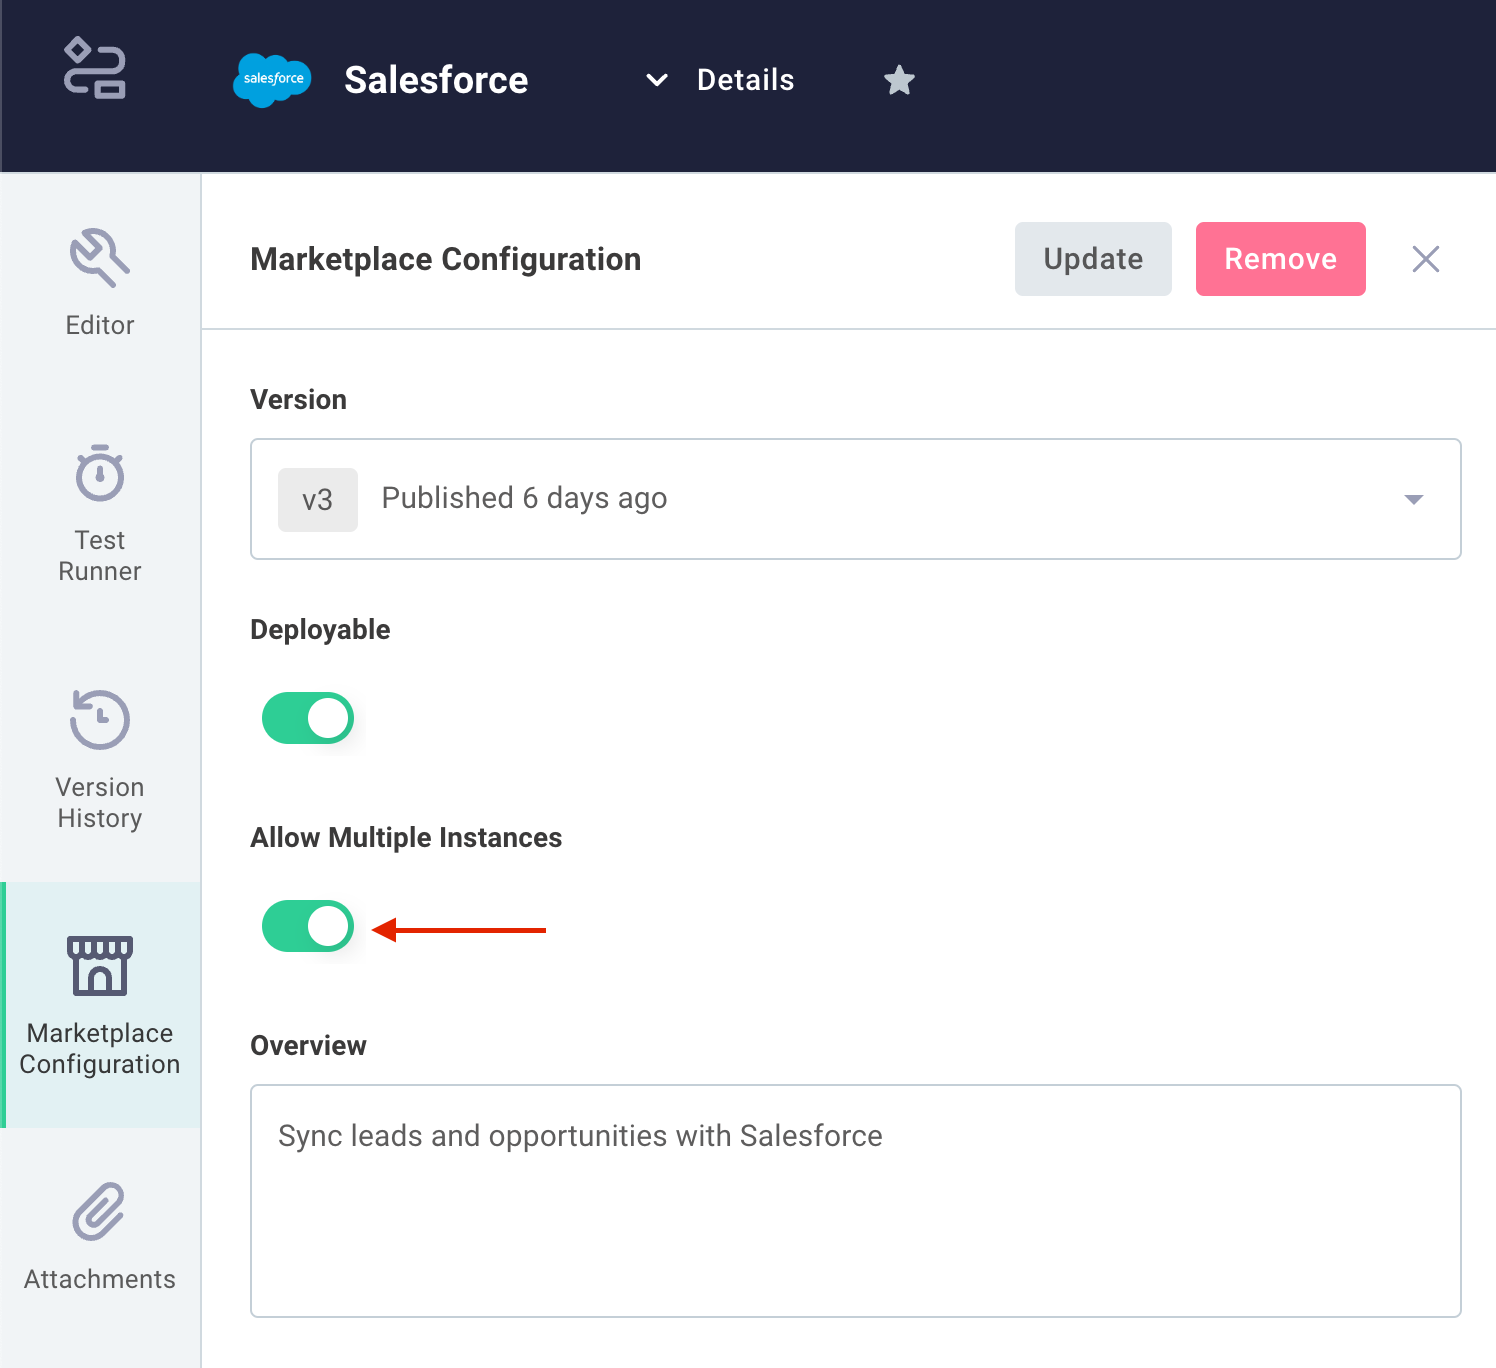 salesforce
Salesforce
Details
Editor
Test
Runner
Version
History
Marketplace
Configuration
Attachments
Marketplace Configuration
Update
Remove
Version
v3
Published 6 days ago
Deployable
Allow Multiple Instances
Overview
Sync leads and opportunities with Salesforce